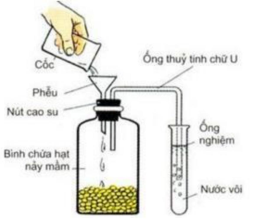 Ống thuỷ tinh chữ U
Cốc
Phễu
Nút cao su
Bình chứa hạt
nảy mầm
Ống
nghiệm
Nước vôi